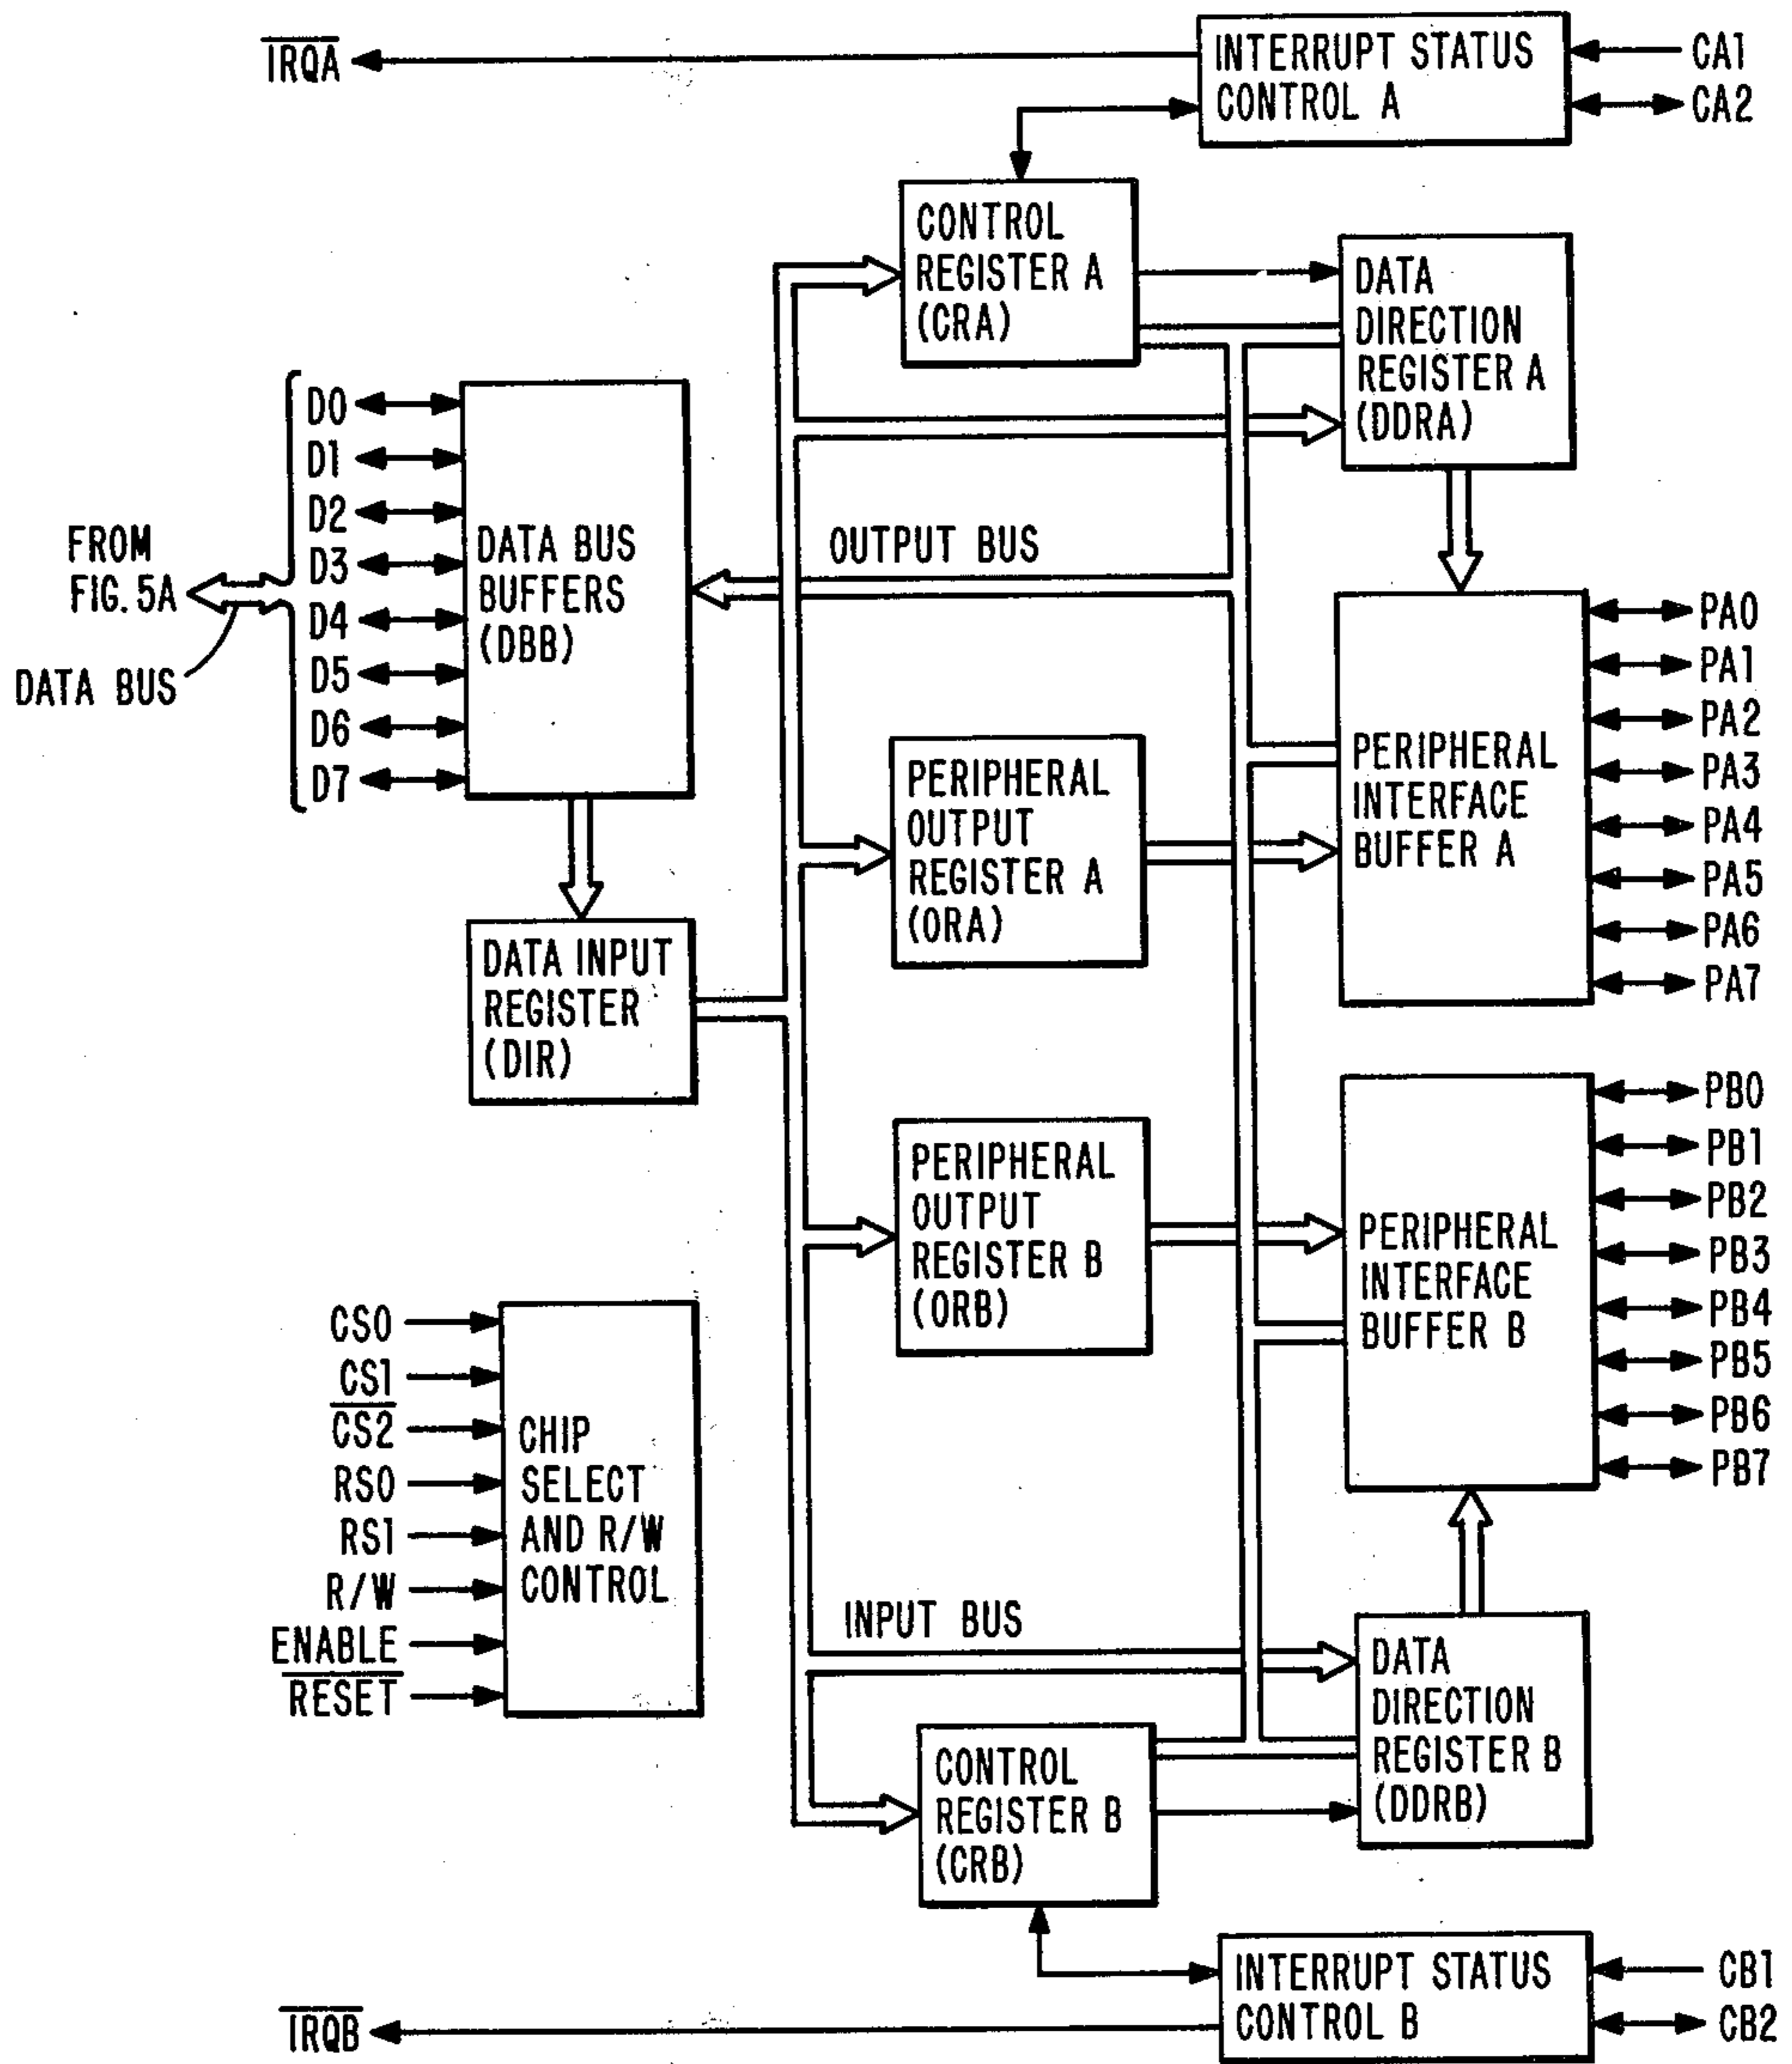 IRQA
INTERRUPT STATUS
CONTROL A
CA1
CA2
CONTROL
REGISTER A
(CRA)
DATA
DIRECTION
REGISTER A
(DDRA)
D0
D1
D2
D3
D4
D5
D6
D7
FROM
FIG. 5A
DATA BUS
DATA BUS
BUFFERS
(DBB)
OUTPUT BUS
PERIPHERAL
INTERFACE
BUFFER A
PA0
PA1
PA2
PA3
PA4
PA5
PA6
PA7
PERIPHERAL
OUTPUT
REGISTER A
(ORA)
DATA INPUT
REGISTER
(DIR)
PERIPHERAL
OUTPUT
REGISTER B
(ORB)
PERIPHERAL
INTERFACE
BUFFER B
PB0
PB1
PB2
PB3
PB4
PB5
PB6
PB7
CS0
CS1
CS2
RS0
RS1
R/W
ENABLE
RESET
CHIP
SELECT
AND R/W
CONTROL
INPUT BUS
DATA
DIRECTION
REGISTER B
(DDRB)
CONTROL
REGISTER B
(CRB)
INTERRUPT STATUS
CONTROL B
CB1
CB2
IRQB